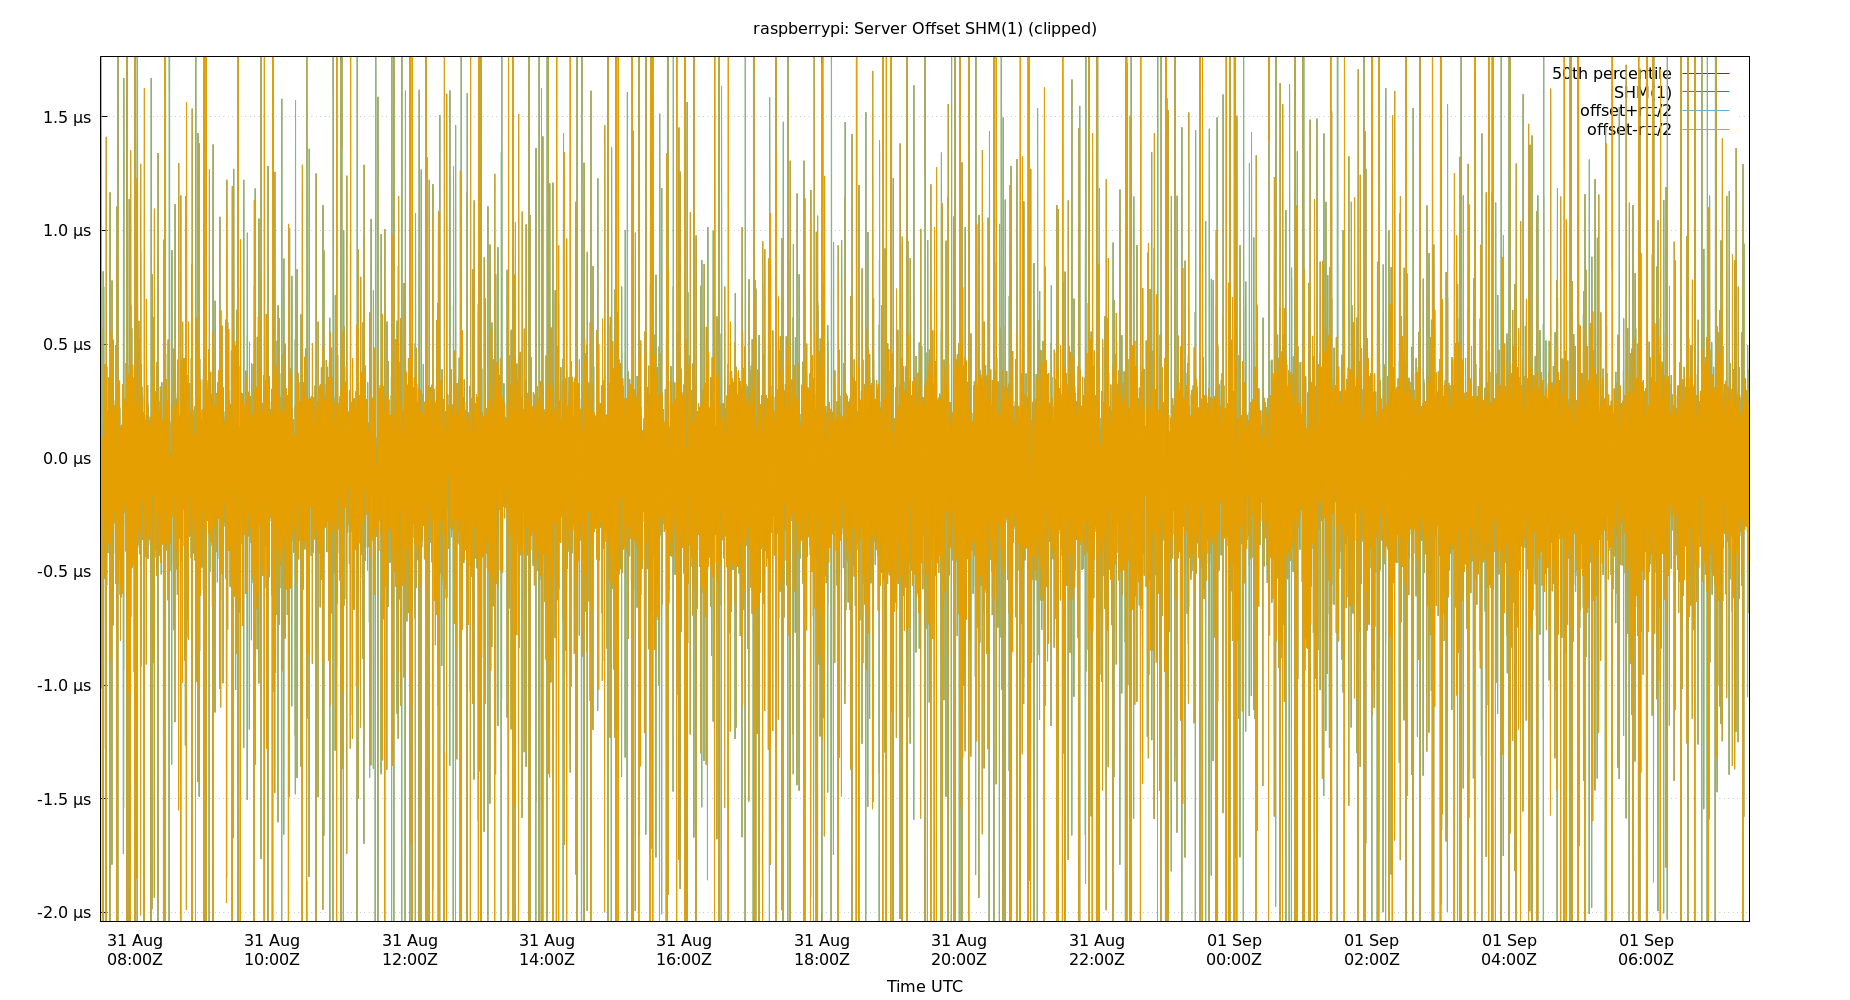 raspberrypi: Server Offset SHM(1) (clipped)
50th percentile
SHM(1)
offset+rtt/2
offset-rtt/2
1.5 µs
1.0 µs
0.5 µs
0.0 µs
-0.5 µs
-1.0 µs
-1.5 µs
-2.0 µs
31 Aug 31 Aug 31 Aug 31 Aug 31 Aug 31 Aug 31 Aug 31 Aug 01 Sep 01 Sep 01 Sep 01 Sep
08:00Z 10:00Z 12:00Z 14:00Z 16:00Z 18:00Z 20:00Z 22:00Z 00:00Z 02:00Z 04:00Z 06:00Z
Time UTC